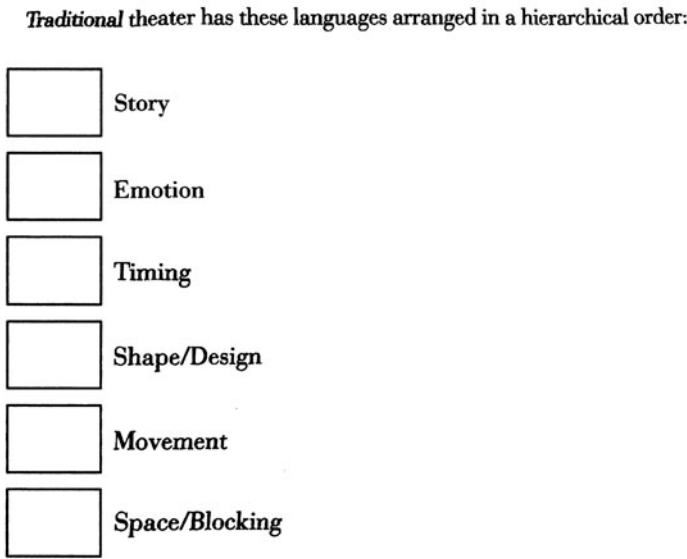 Traditional theater has these languages arranged in a hierarchical order:
Story
Emotion
Timing
Shape/Design
Movement
Space/Blocking